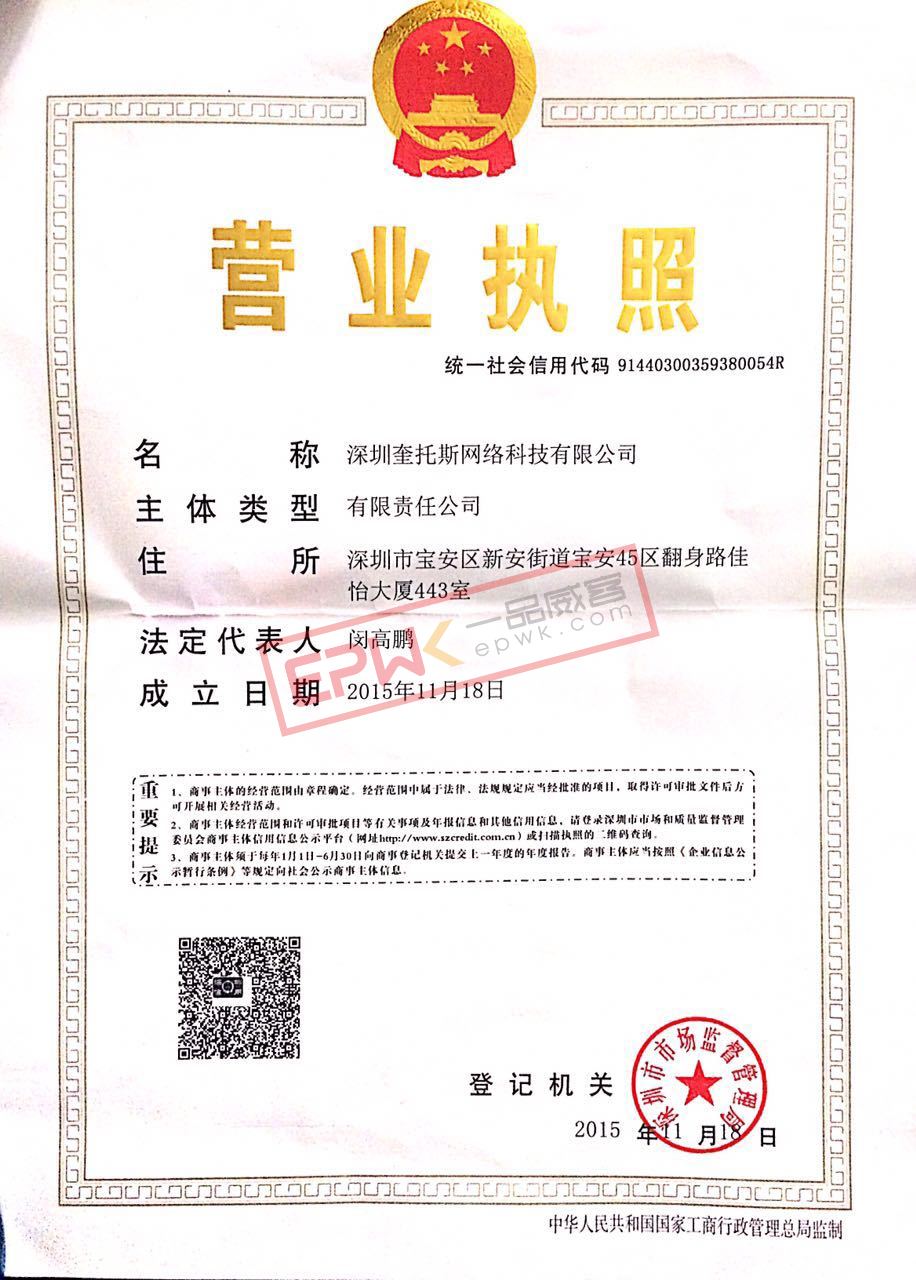 营业执照
统一社会信用代码 91440300359380054R
名称 深圳奎托斯网络科技有限公司
主体类型 有限责任公司
住所 深圳市宝安区新安街道宝安45区翻身路佳
怡大厦443室
法定代表人 闵高鹏
成立日期 2015年11月18日
EPWK 一品威客
epwk.com
重要提示
1、商事主体的经营范围由章程确定。经营范围中属于法律、法规规定应当经批准的项目，取得许可审批文件后方
可开展相关经营活动。
2、商事主体经营范围和许可审批项目等有关事项及年报信息和其他信用信息，请登录深圳市市场和质量监督管理
委员会商事主体信用信息公示平台（网址http://www.szcredit.com.cn）或扫描执照的二维码查询。
3、商事主体须于每年1月1日-6月30日向商事登记机关提交上一年度的年度报告。商事主体应当按照《企业信息公
示暂行条例》等规定向社会公示商事主体信息。
深圳市市场监督管理局
登记机关
2015 年11 月18 日
中华人民共和国国家工商行政管理总局监制